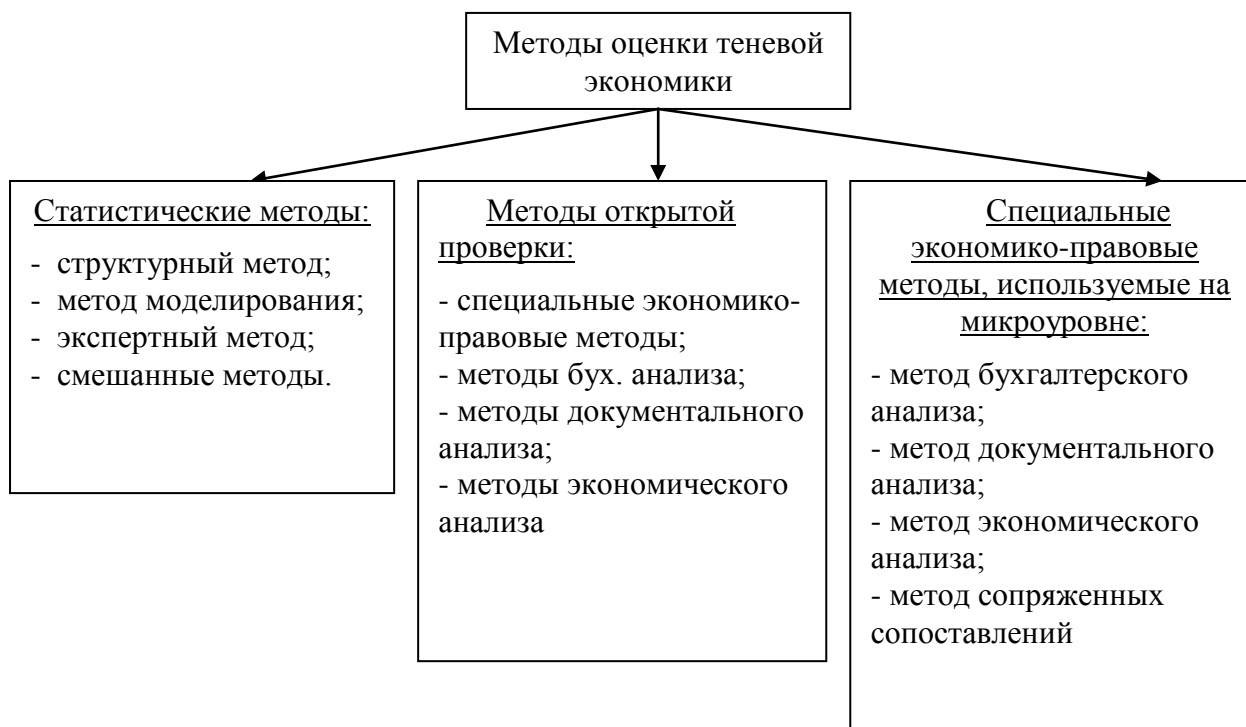 Методы оценки теневой
экономики
Статистические методы:
- структурный метод;
- метод моделирования;
- экспертный метод;
- смешанные методы.
Методы открытой
проверки:
- специальные экономико-
правовые методы;
- методы бух. анализа;
- методы документального
анализа;
- методы экономического
анализа
Специальные
экономико-правовые
методы, используемые на
микроуровне:
- метод бухгалтерского
анализа;
- метод документального
анализа;
- метод экономического
анализа;
- метод сопряженных
сопоставлений